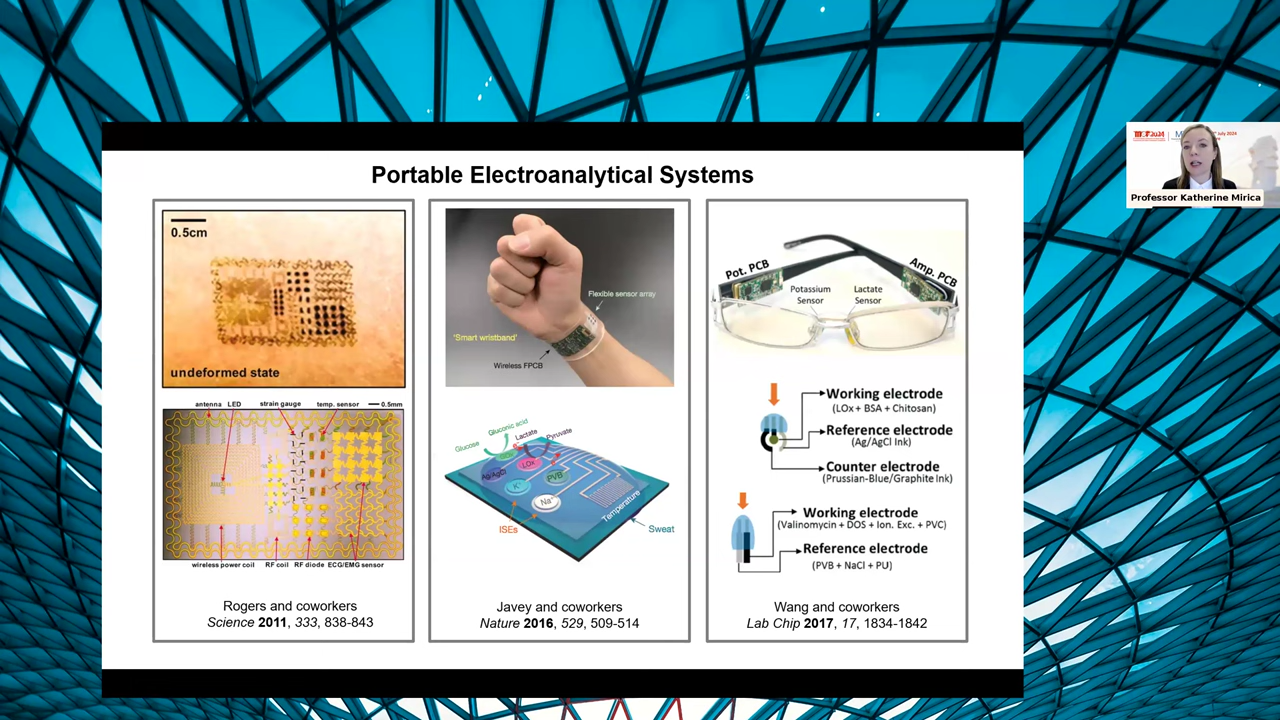 Portable Electroanalytical Systems
0.5cm
undeformed state
antenna LED strain gauge temp. sensor 0.5mm
wireless power coil RF coil RF diode ECG/EMG sensor
Rogers and coworkers
Science 2011, 333, 838-843
Flexible sensor array
'Smart wristband'
Wireless FPCB
Gluconic acid
Glucose
Lactate
Pyruvate
Ag/AgCl
LOx
K+
PVB
Na+
Temperature
ISEs
Sweat
Javey and coworkers
Nature 2016, 529, 509-514
Pot. PCB
Amp. PCB
Potassium
Sensor
Lactate
Sensor
Working electrode
(LOx + BSA + Chitosan)
Reference electrode
(Ag/AgCl Ink)
Counter electrode
(Prussian-Blue/Graphite Ink)
Working electrode
(Valinomycin + DOS + Ion. Exc. + PVC)
Reference electrode
(PVB + NaCl + PU)
Wang and coworkers
Lab Chip 2017, 17, 1834-1842
July 2024
Professor Katherine Mirica